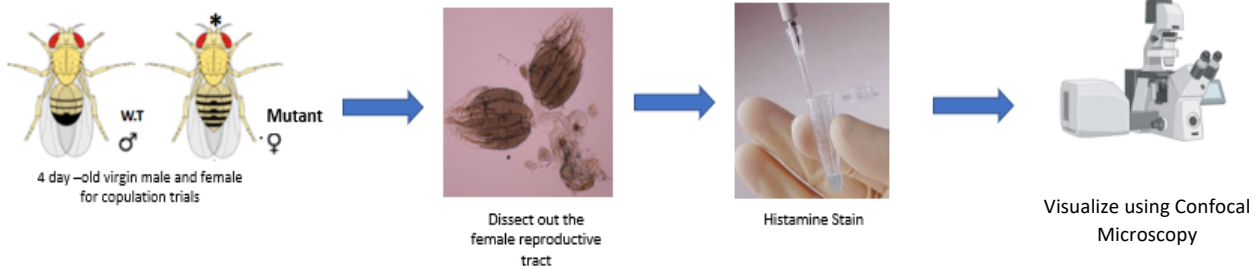 *
W.T
♂
Mutant
♀
4 day –old virgin male and female
for copulation trials
Dissect out the
female reproductive
tract
Histamine Stain
Visualize using Confocal
Microscopy